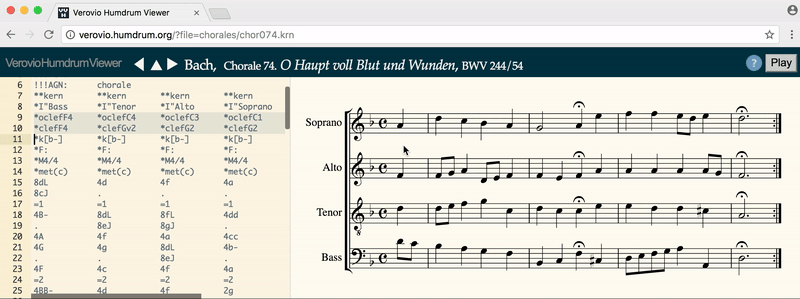 Verovio Humdrum Viewer
verovio.humdrum.org/?file=chorales/chor074.krn
VerovioHumdrumViewer Bach, Chorale 74. O Haupt voll Blut und Wunden, BWV 244/54 ? Play
6 !!!AGN: chorale
7 **kern **kern **kern **kern
8 *I"Bass *I"Tenor *I"Alto *I"Soprano
9 *oclefF4 *oclefC4 *oclefC3 *oclefC1
10 *clefF4 *clefGv2 *clefG2 *clefG2
11 *k[b-] *k[b-] *k[b-] *k[b-]
12 *F: *F: *F: *F:
13 *M4/4 *M4/4 *M4/4 *M4/4
14 *met(c) *met(c) *met(c) *met(c)
15 8dL 4d 4f 4a
16 8cJ . . .
17 =1 =1 =1 =1
18 4B- 8dL 8fL 4dd
19 . 8eJ 8gJ .
20 4A 4f 4a 4cc
21 4G 4g 8dL 4b-
22 . . 8eJ .
23 4F 4c 4f 4a
24 =2 =2 =2 =2
25 4BB- 4d 4f 2g
Soprano
Alto
Tenor
8
Bass